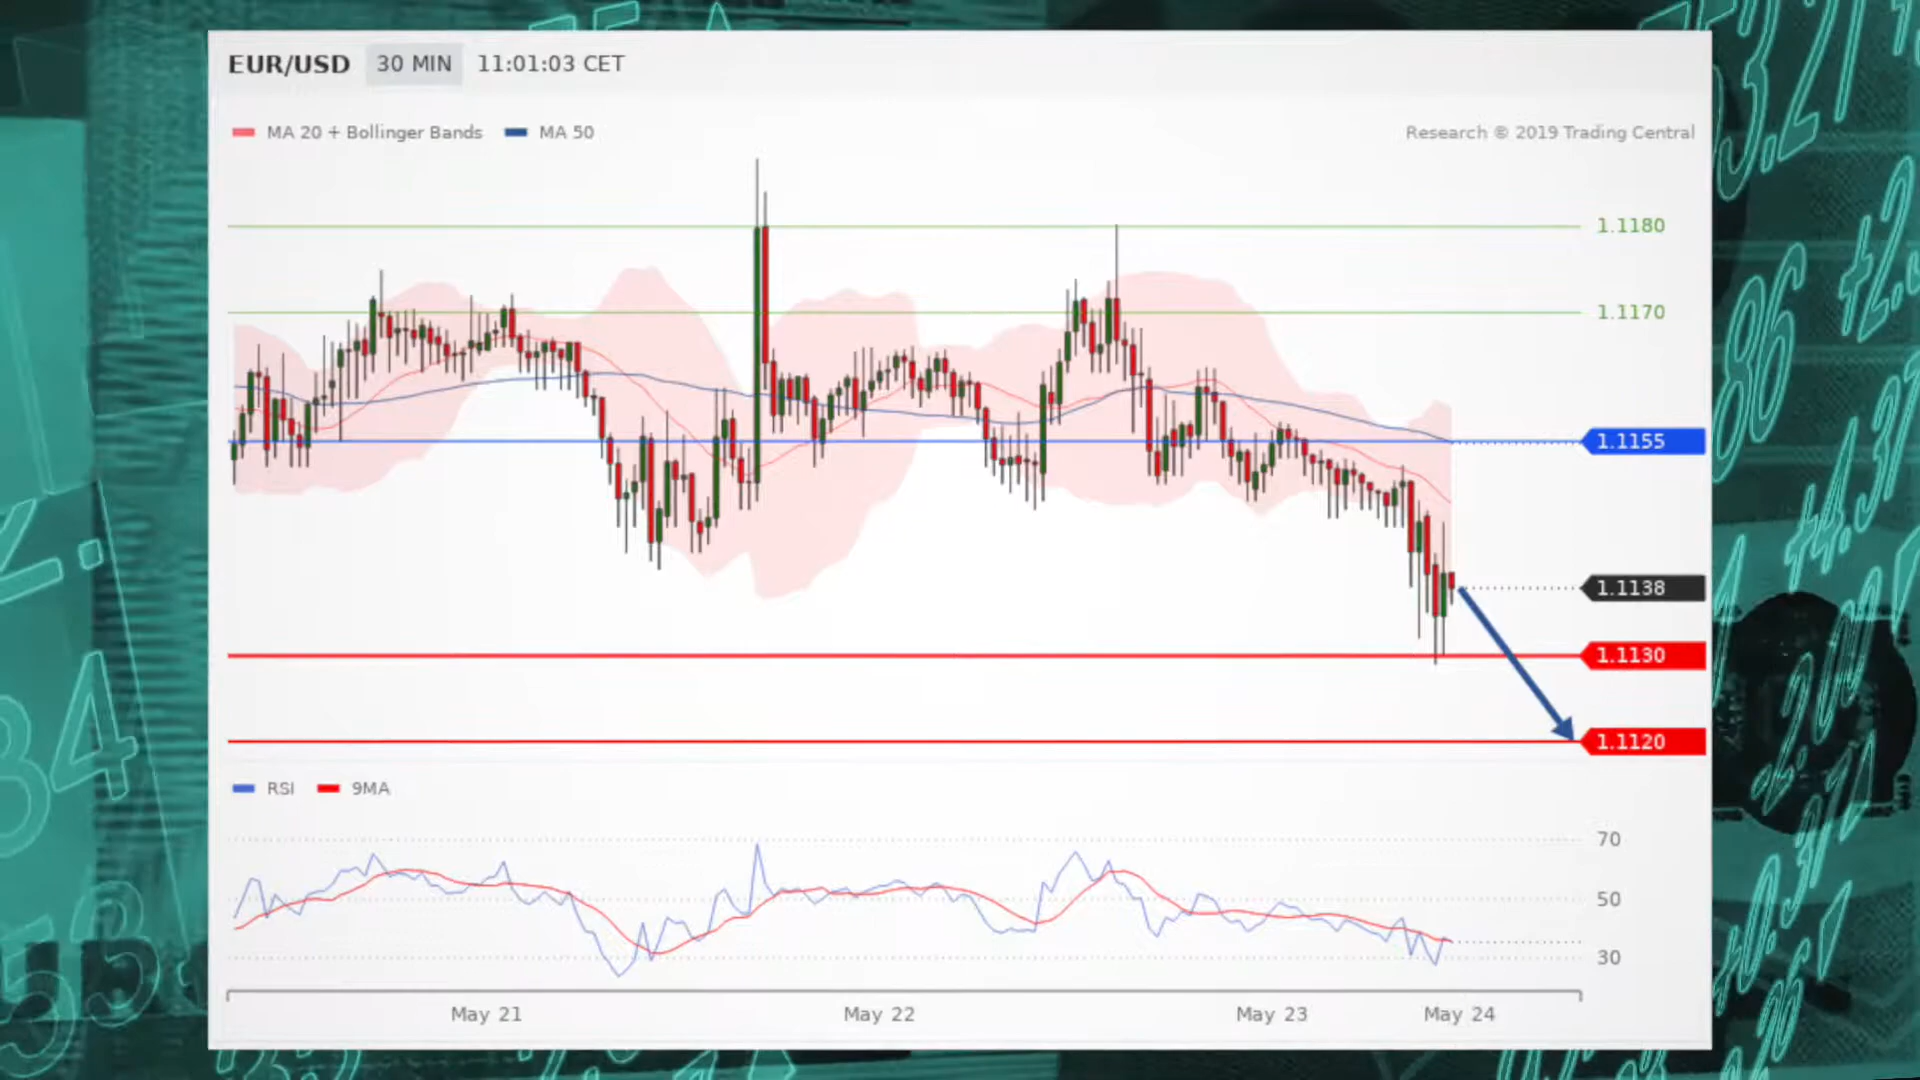 EUR/USD 30 MIN 11:01:03 CET
MA 20 + Bollinger Bands MA 50 Research © 2019 Trading Central
1.1180
1.1170
1.1155
1.1138
1.1130
1.1120
RSI 9MA
70
50
30
May 21 May 22 May 23 May 24